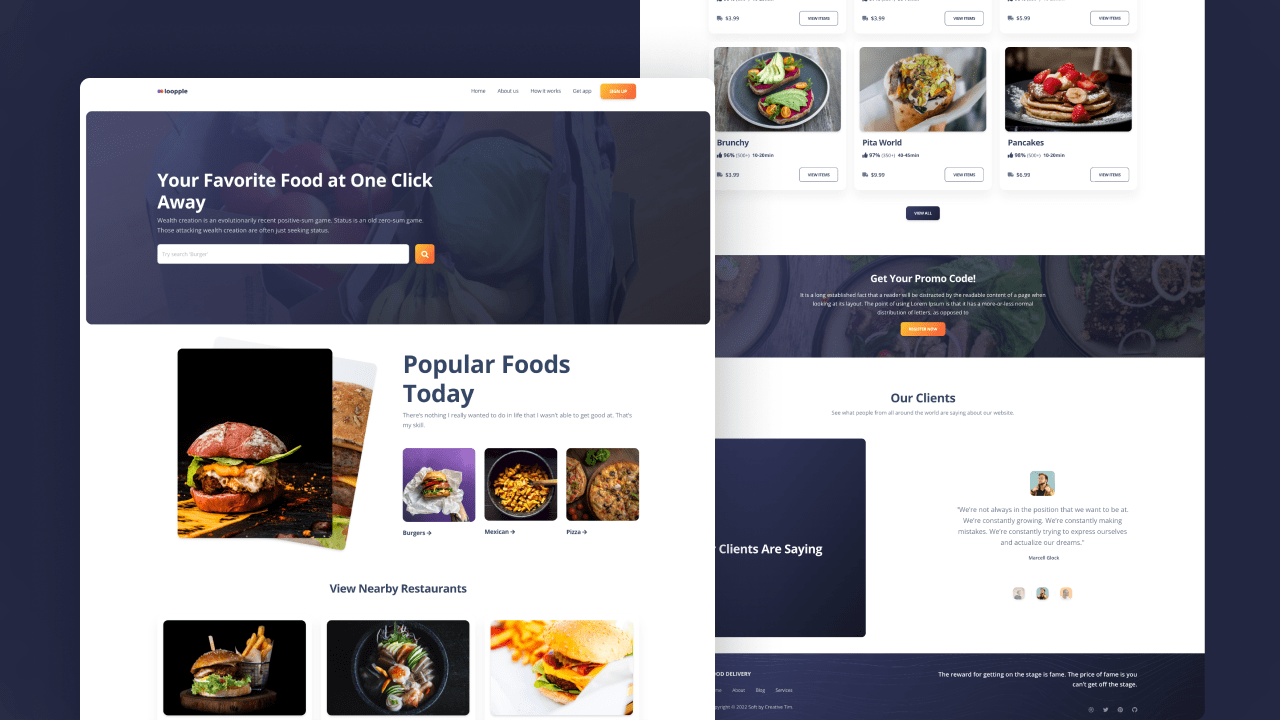 loopple
Home About us How it works Get app SIGN UP
Your Favorite Food at One Click
Away
Wealth creation is an evolutionarily recent positive-sum game. Status is an old zero-sum game.
Those attacking wealth creation are often just seeking status.
Try search 'Burger'
Popular Foods
Today
There's nothing I really wanted to do in life that I wasn't able to get good at. That's
my skill.
Burgers → Mexican → Pizza →
View Nearby Restaurants
$3.99 VIEW ITEMS $3.99 VIEW ITEMS $5.99 VIEW ITEMS
Brunchy Pita World Pancakes
96% (500+) 10-20min 97% (350+) 40-45min 98% (500+) 10-20min
$3.99 VIEW ITEMS $9.99 VIEW ITEMS $6.99 VIEW ITEMS
VIEW ALL
Get Your Promo Code!
It is a long established fact that a reader will be distracted by the readable content of a page when
looking at its layout. The point of using Lorem Ipsum is that it has a more-or-less normal
distribution of letters, as opposed to
REGISTER NOW
Our Clients
See what people from all around the world are saying about our website.
Clients Are Saying
"We're not always in the position that we want to be at.
We're constantly growing. We're constantly making
mistakes. We're constantly trying to express ourselves
and actualize our dreams."
Marcell Glock
OOD DELIVERY
About Blog Services
pyright © 2022 Soft by Creative Tim.
The reward for getting on the stage is fame. The price of fame is you
can't get off the stage.